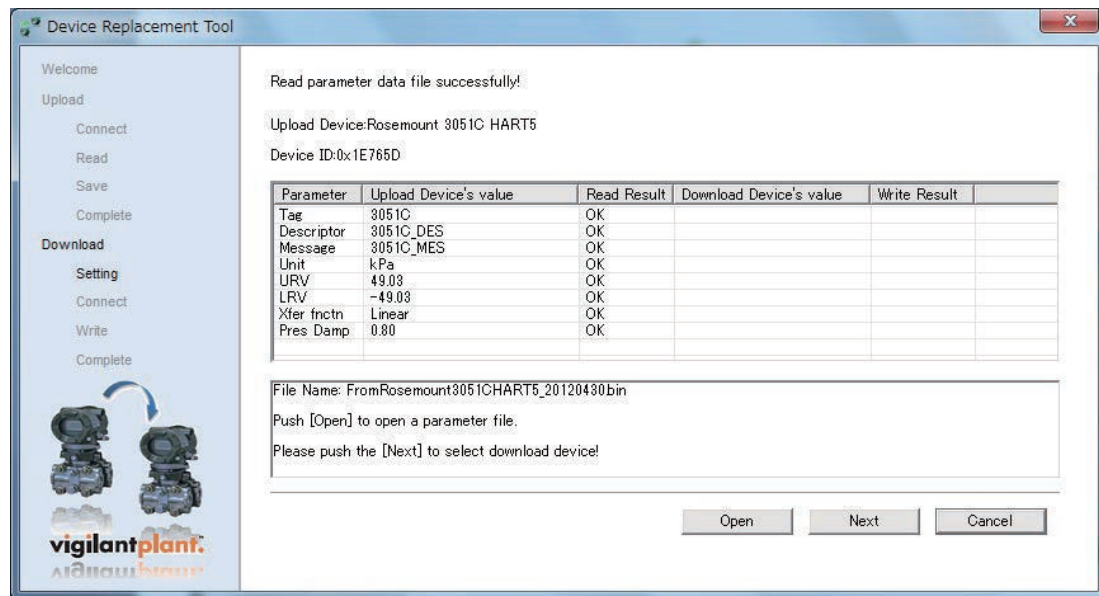 Device Replacement Tool
Welcome
Upload
Connect
Read
Save
Complete
Download
Setting
Connect
Write
Complete
vigilantplant.
Read parameter data file successfully!
Upload Device:Rosemount 3051C HART5
Device ID:0x1E765D
Parameter Upload Device's value Read Result Download Device's value Write Result
Tag 3051C OK
Descriptor 3051C_DES OK
Message 3051C_MES OK
Unit kPa OK
URV 49.03 OK
LRV -49.03 OK
Xfer fnctn Linear OK
Pres Damp 0.80 OK
File Name: FromRosemount3051CHART5_20120430.bin
Push [Open] to open a parameter file.
Please push the [Next] to select download device!
Open Next Cancel